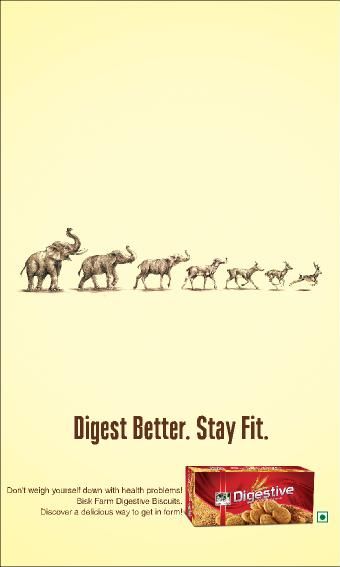 Digest Better. Stay Fit.
Don't weigh yourself down with health problems!
Bisk Farm Digestive Biscuits.
Discover a delicious way to get in form!
Digestive